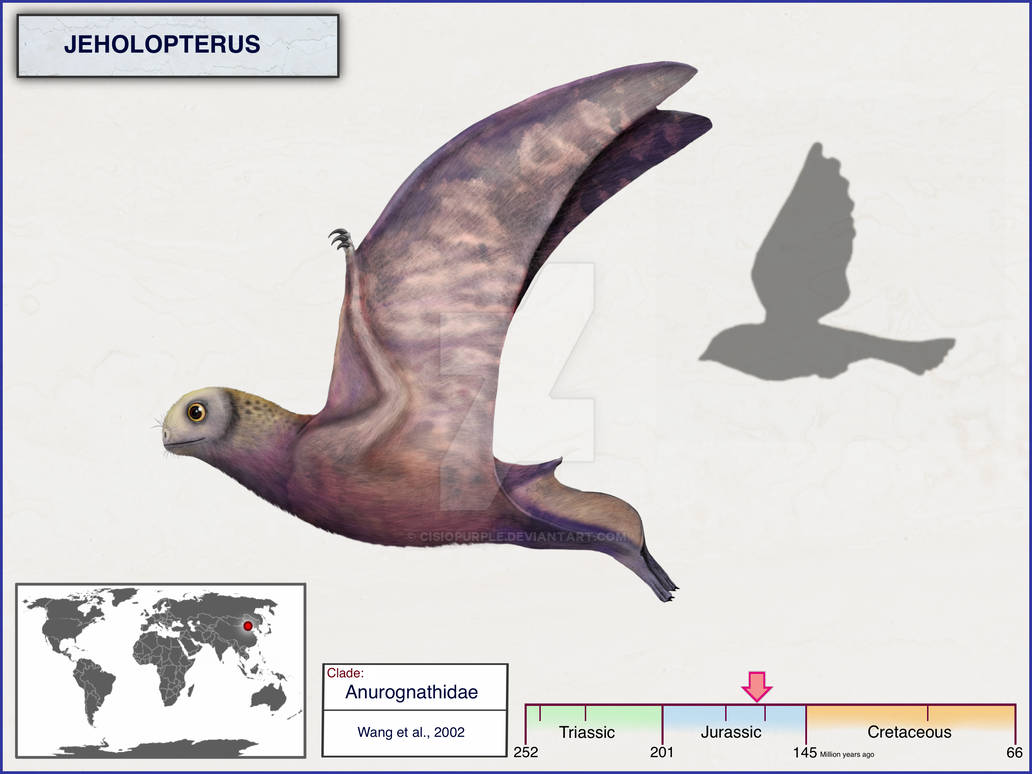 JEHOLOPTERUS
© CISIOPURPLE.DEVIANTART.COM
Clade:
Anurognathidae
Wang et al., 2002
Triassic
Jurassic
Cretaceous
252
201
145 Million years ago
66